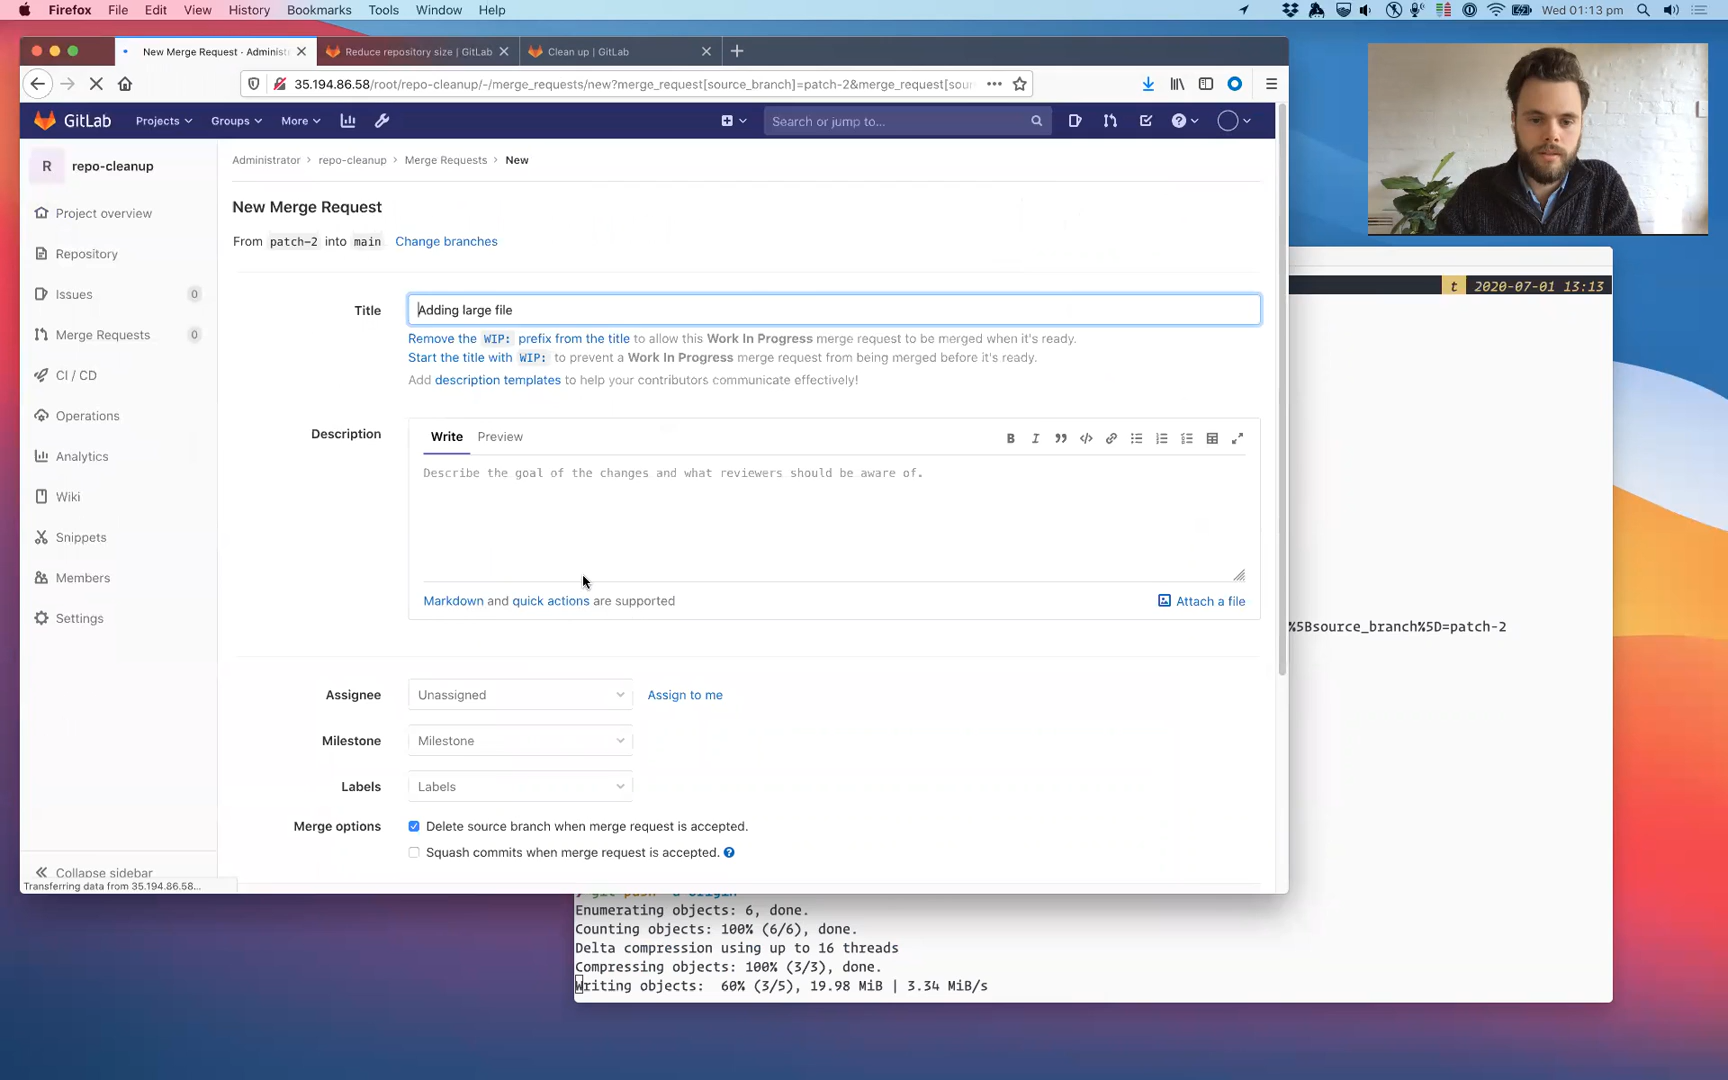 Firefox File Edit View History Bookmarks Tools Window Help
Wed 01:13 pm
New Merge Request · Administ
Reduce repository size | GitLab
Clean up | GitLab
35.194.86.58/root/repo-cleanup/-/merge_requests/new?merge_request[source_branch]=patch-2&merge_request[sour
GitLab
Projects
Groups
More
Search or jump to...
R
repo-cleanup
Administrator > repo-cleanup > Merge Requests > New
Project overview
Repository
Issues 0
Merge Requests 0
CI / CD
Operations
Analytics
Wiki
Snippets
Members
Settings
Collapse sidebar
Transferring data from 35.194.86.58...
New Merge Request
From patch-2 into main Change branches
Title
Adding large file
Remove the WIP: prefix from the title to allow this Work In Progress merge request to be merged when it's ready.
Start the title with WIP: to prevent a Work In Progress merge request from being merged before it's ready.
Add description templates to help your contributors communicate effectively!
Description
Write Preview
Describe the goal of the changes and what reviewers should be aware of.
Markdown and quick actions are supported
Attach a file
Assignee
Unassigned
Assign to me
Milestone
Milestone
Labels
Labels
Merge options
Delete source branch when merge request is accepted.
Squash commits when merge request is accepted.
t 2020-07-01 13:13
%5Bsource_branch%5D=patch-2
Enumerating objects: 6, done.
Counting objects: 100% (6/6), done.
Delta compression using up to 16 threads
Compressing objects: 100% (3/3), done.
Writing objects: 60% (3/5), 19.98 MiB | 3.34 MiB/s